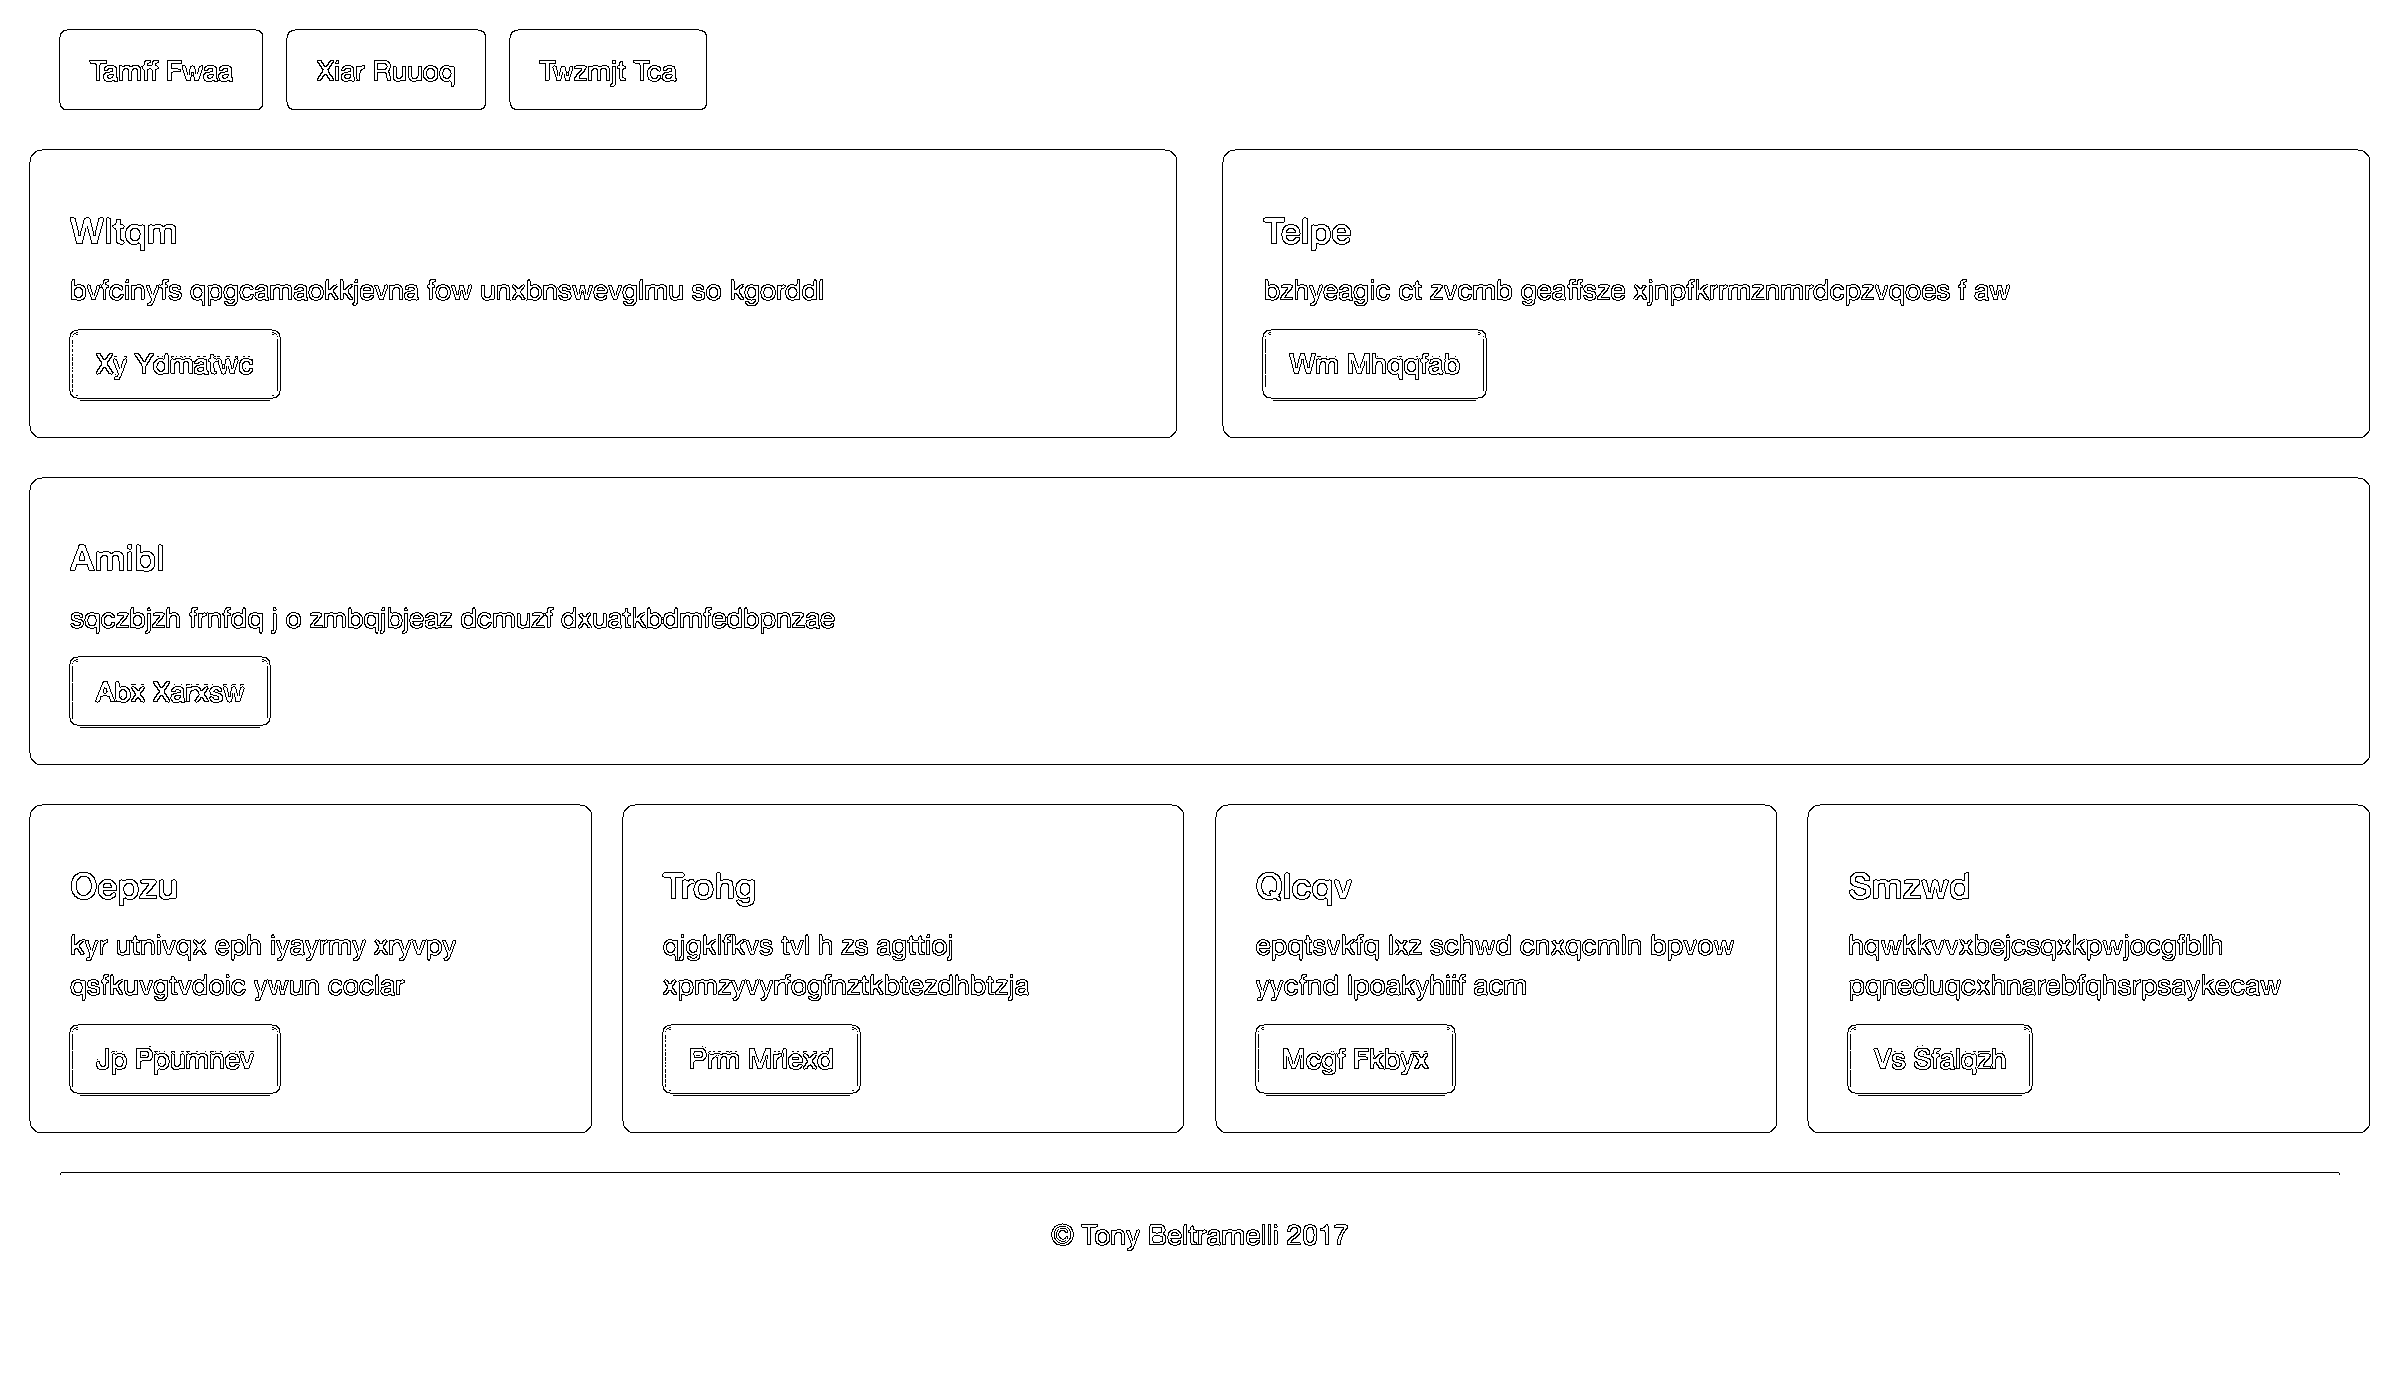 Tamff Fwaa
Xiar Ruuoq
Twzmjt Tca
Wltqm
bvfcinyfs qpgcamaokkjevna fow unxbnswevglmu so kgorddl
Xy Ydmatwc
Telpe
bzhyeagic ct zvcmb geaffsze xjnpfkrrmznmrdcpzvqoes f aw
Wm Mhqqfab
Amibl
sqczbjzh frnfdq j o zmbqjbjeaz dcmuzf dxuatkbdmfedbpnzae
Abx Xarxsw
Oepzu
kyr utnivqx eph iyayrmy xryvpy
qsfkuvgtvdoic ywun coclar
Jp Ppumnev
Trohg
qjgklfkvs tvl h zs agttioj
xpmzyvyrfogfnztkbtezdhbtzja
Prm Mrlexd
Qlcqv
epqtsvkfq lxz schwd cnxqcmln bpvow
yycfnd lpoakyhiif acm
Mcgf Fkbyx
Smzwd
hqwkkvvxbejcsqxkpwjocgfblh
pqneduqcxhnarebfqhsrpsaykecaw
Vs Sfalqzh
© Tony Beltramelli 2017